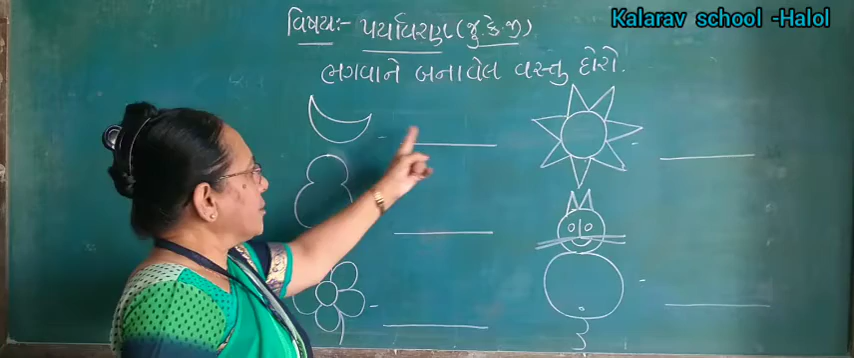 Kalarav school -Halol
વિષય:- પર્યાવરણ (જુ.કે.જી)
ભગવાને બનાવેલ વસ્તુ દોરો.